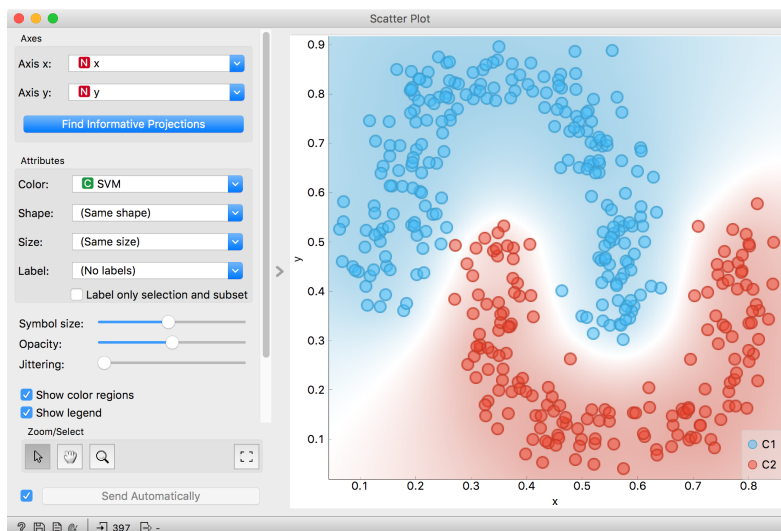 Scatter Plot
Axes
Axis x: N x
Axis y: N y
Find Informative Projections
Attributes
Color: C SVM
Shape: (Same shape)
Size: (Same size)
Label: (No labels)
Label only selection and subset
Symbol size:
Opacity:
Jittering:
Show color regions
Show legend
Zoom/Select
Send Automatically
? 397 -
y
0.9
0.8
0.7
0.6
0.5
0.4
0.3
0.2
0.1
0.1 0.2 0.3 0.4 0.5 0.6 0.7 0.8
x
C1
C2